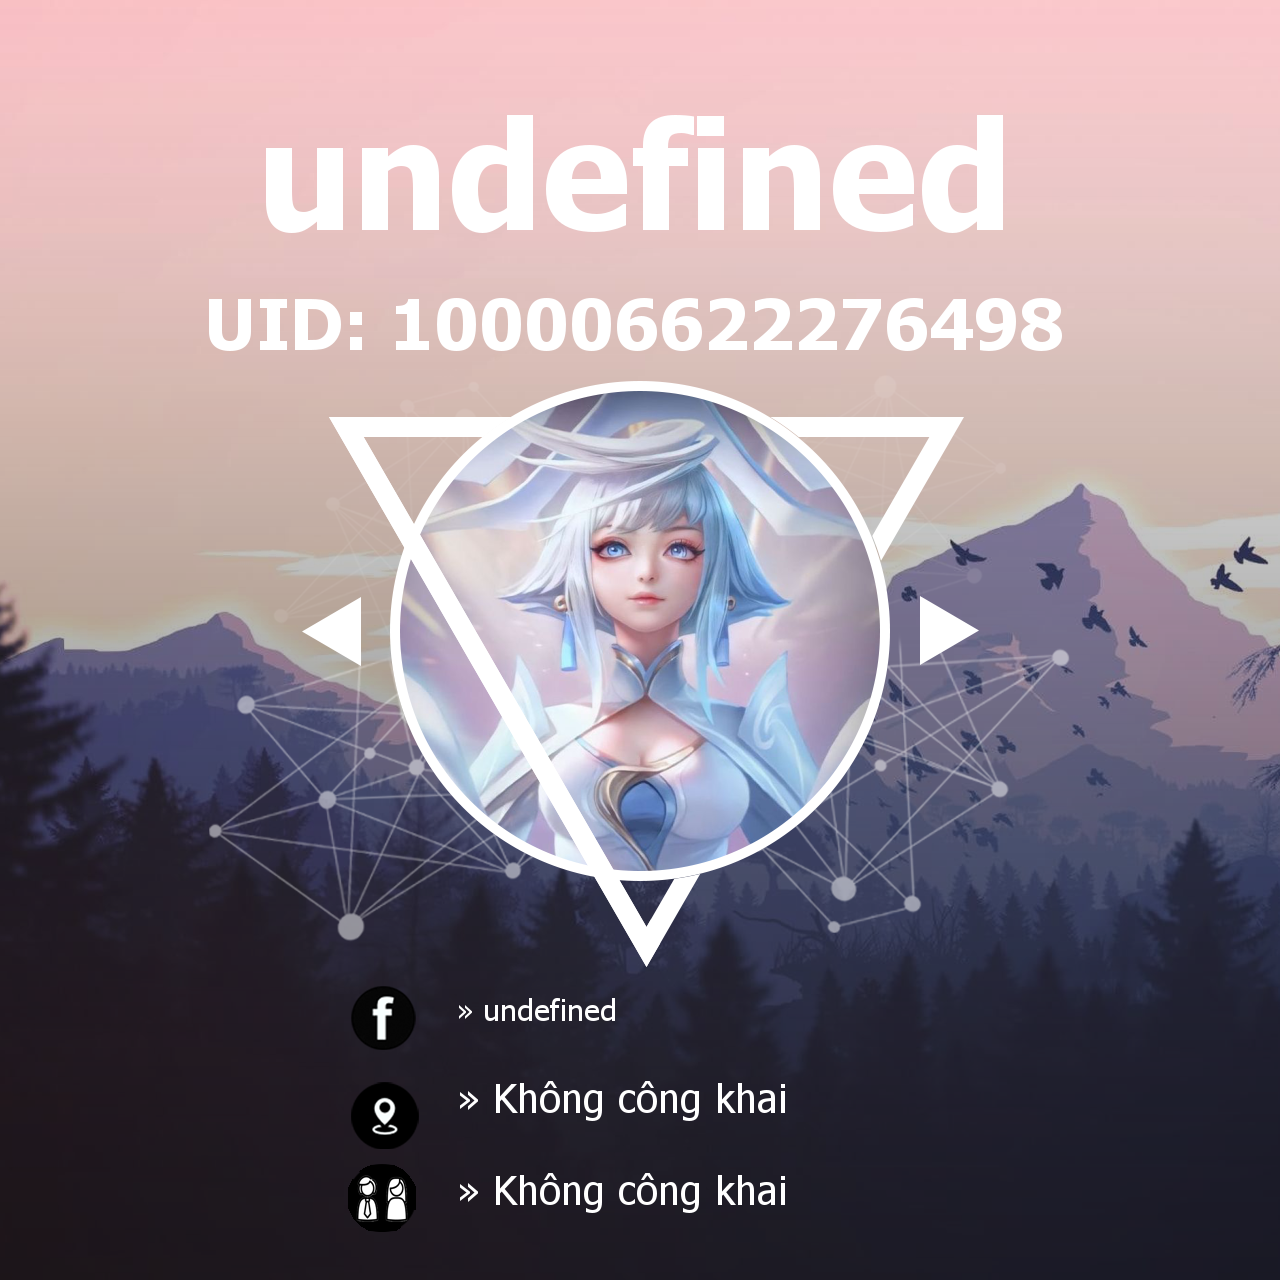 undefined
UID: 100006622276498
f
» undefined
» Không công khai
» Không công khai